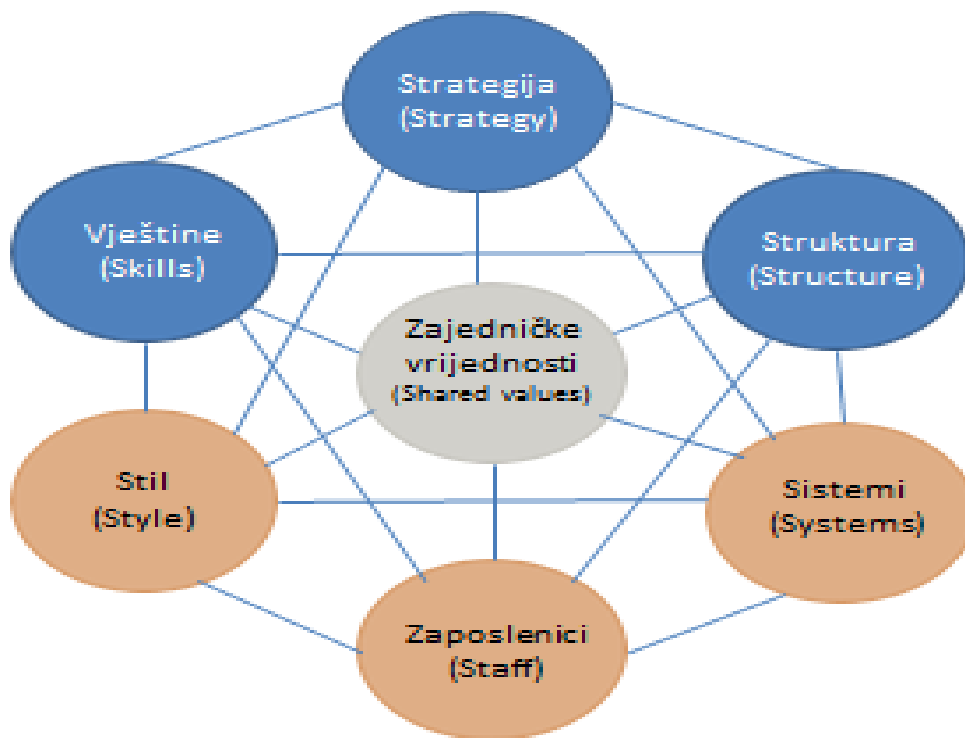 Strategija
(Strategy)
Vještine
(Skills)
Struktura
(Structure)
Zajedničke
vrijednosti
(Shared values)
Stil
(Style)
Sistemi
(Systems)
Zaposlenici
(Staff)